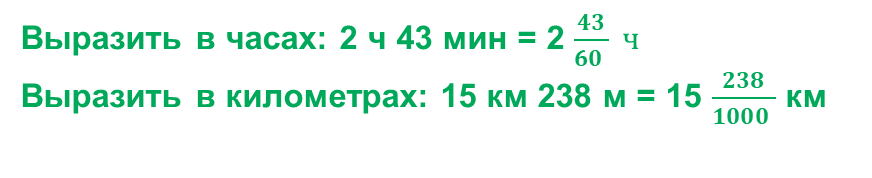 Выразить в часах: 2 ч 43 мин = 2 43/60 ч
Выразить в километрах: 15 км 238 м = 15 238/1000 км